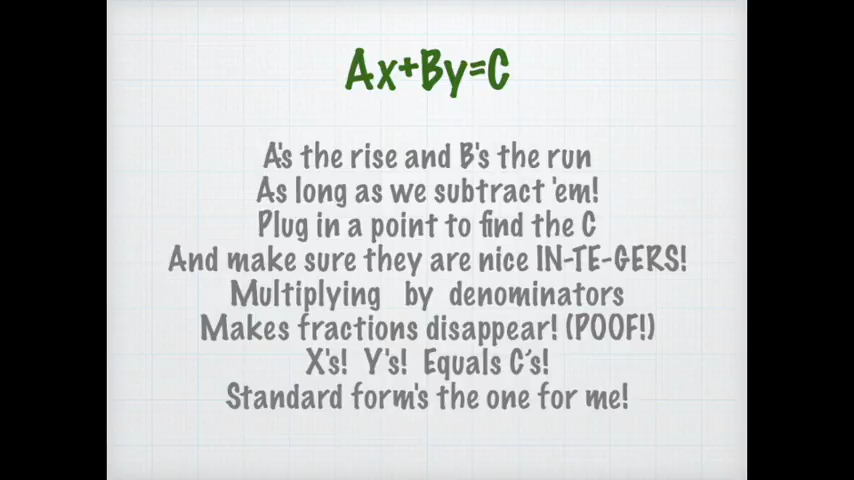 Ax+By=C
A's the rise and B's the run
As long as we subtract 'em!
Plug in a point to find the C
And make sure they are nice IN-TE-GERS!
Multiplying by denominators
Makes fractions disappear! (POOF!)
X's! Y's! Equals C's!
Standard form's the one for me!